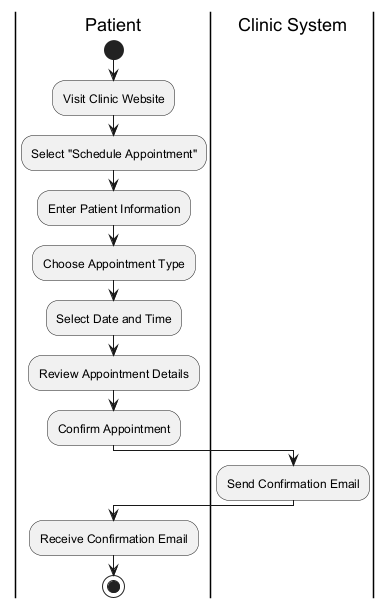 Patient
Clinic System
Visit Clinic Website
Select "Schedule Appointment"
Enter Patient Information
Choose Appointment Type
Select Date and Time
Review Appointment Details
Confirm Appointment
Send Confirmation Email
Receive Confirmation Email